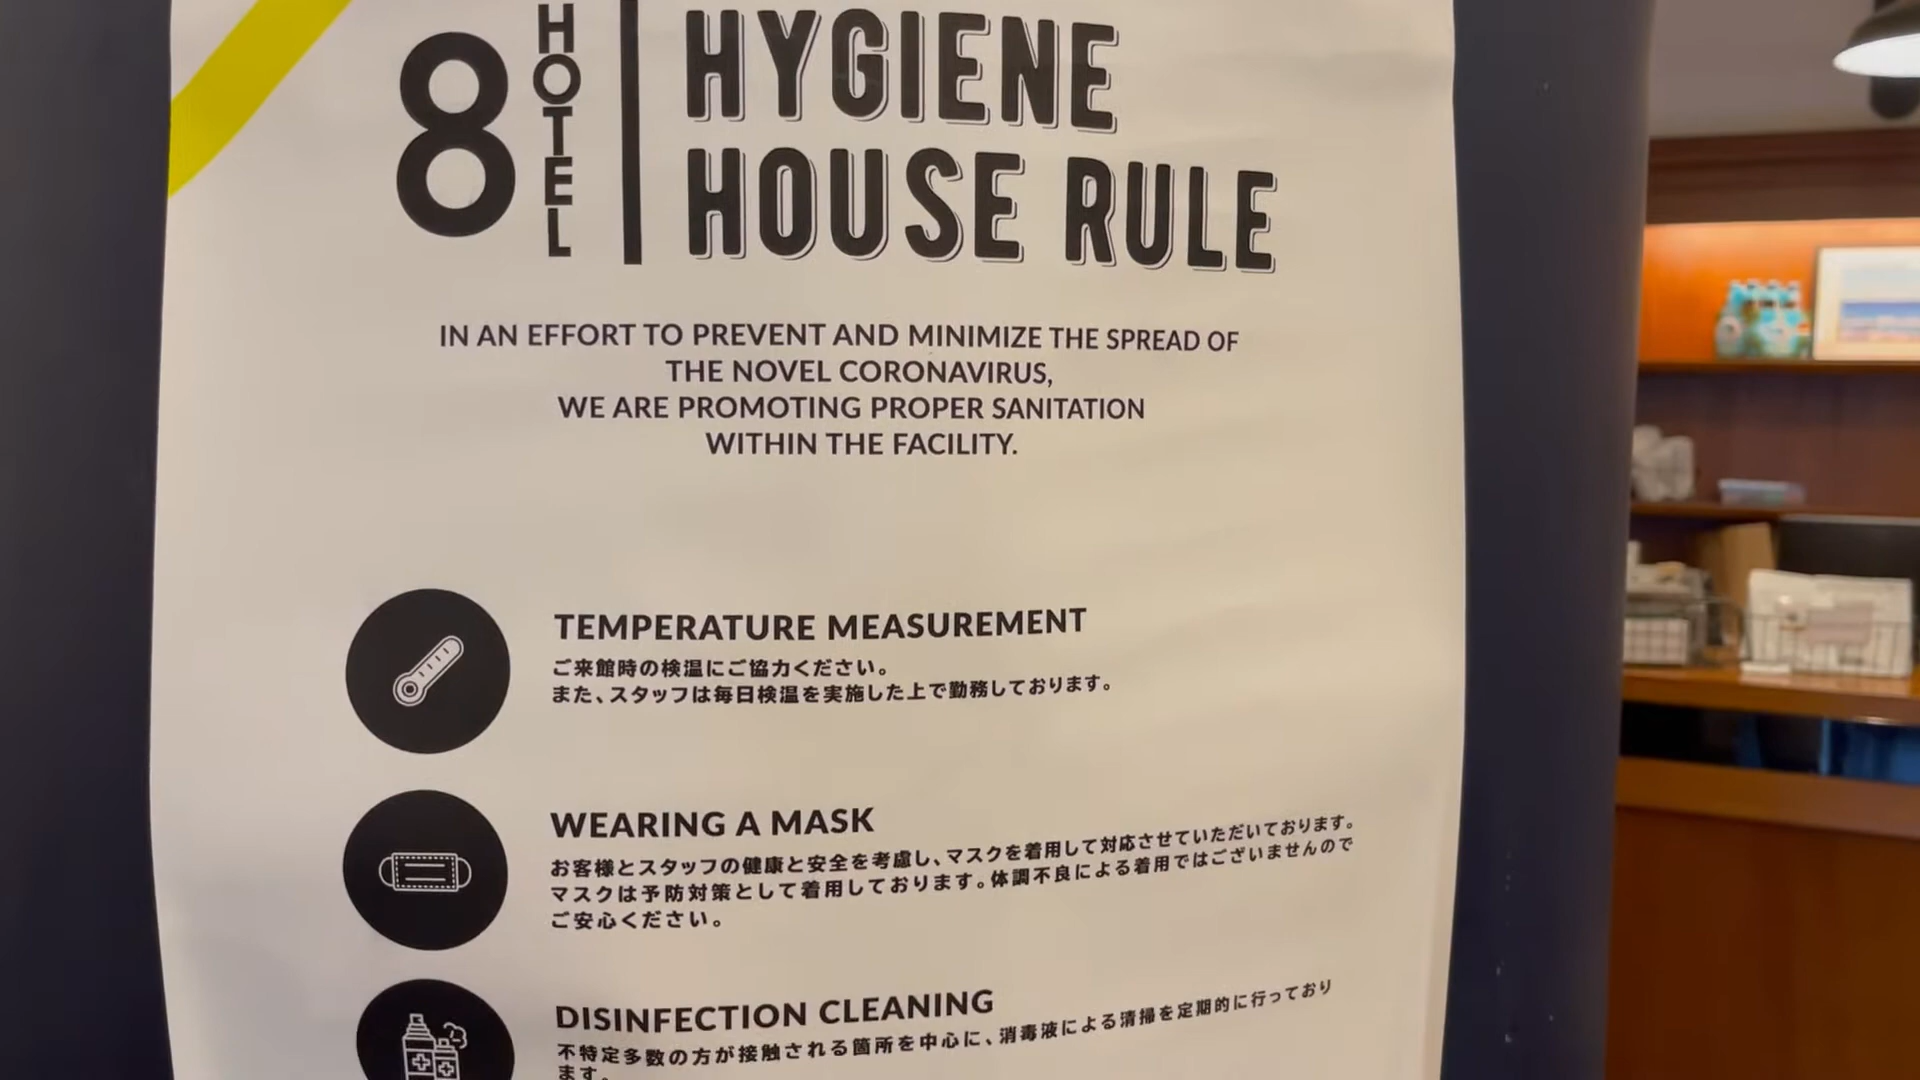 8 HOTEL
HYGIENE
HOUSE RULE
IN AN EFFORT TO PREVENT AND MINIMIZE THE SPREAD OF
THE NOVEL CORONAVIRUS,
WE ARE PROMOTING PROPER SANITATION
WITHIN THE FACILITY.
TEMPERATURE MEASUREMENT
ご来館時の検温にご協力ください。
また、スタッフは毎日検温を実施した上で勤務しております。
WEARING A MASK
お客様とスタッフの健康と安全を考慮し、マスクを着用して対応させていただいております。
マスクは予防対策として着用しております。体調不良による着用ではございませんので
ご安心ください。
DISINFECTION CLEANING
不特定多数の方が接触される箇所を中心に、消毒液による清掃を定期的に行っており
ます。